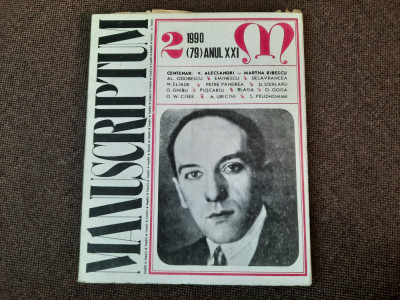 MANUSCRIPTUM
2 1990
(79) ANUL XXI
M
CENTENAR: V. ALECSANDRI — MARTHA BIBESCU
AL. ODOBESCU EMINESCU DELAVRANCEA
M. ELIADE PETRE PANDREA D. STELARU
O. GHIBU PUȘCARIU BLAGA O. GOGA
O. W. CISEK A. UBICINI S. PRUDHOMME